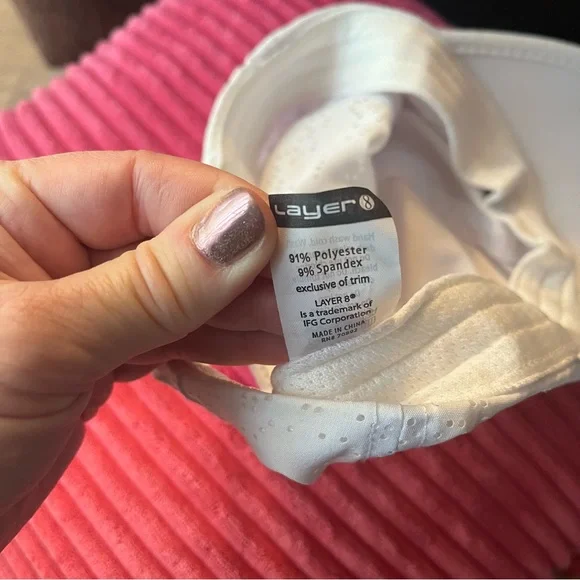 Layer 8
91% Polyester
9% Spandex
exclusive of trim
LAYER 8®
Is a trademark of
IFG Corporation
MADE IN CHINA